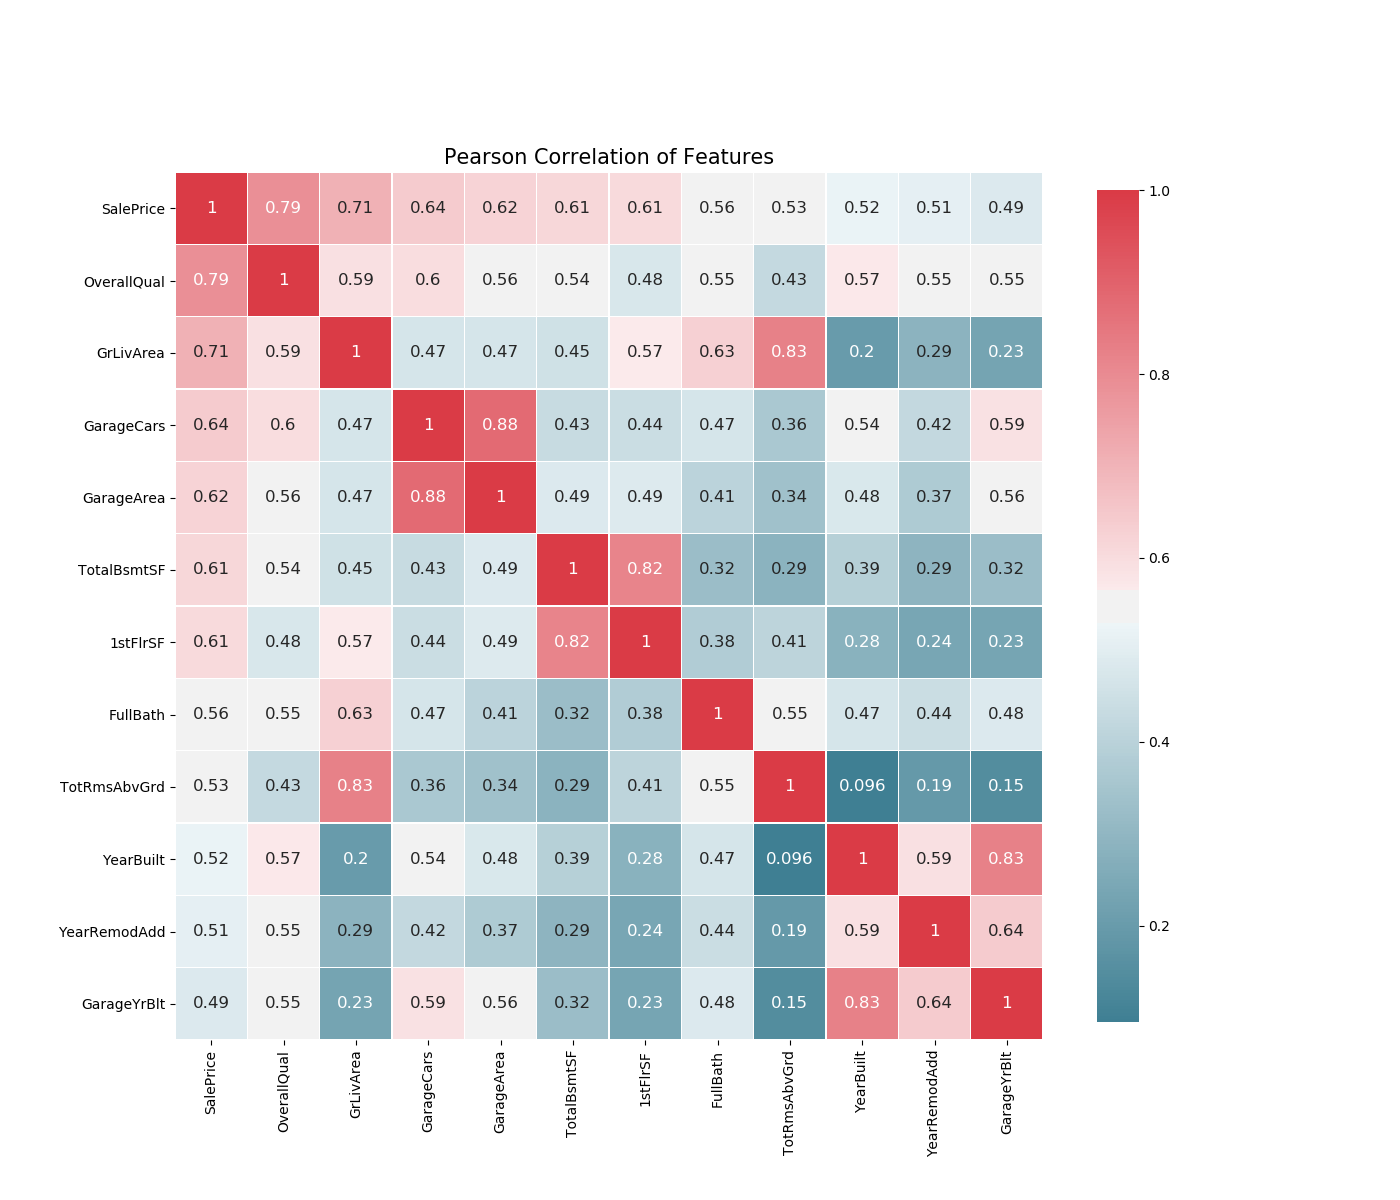 Pearson Correlation of Features
SalePrice 1 0.79 0.71 0.64 0.62 0.61 0.61 0.56 0.53 0.52 0.51 0.49
OverallQual 0.79 1 0.59 0.6 0.56 0.54 0.48 0.55 0.43 0.57 0.55 0.55
GrLivArea 0.71 0.59 1 0.47 0.47 0.45 0.57 0.63 0.83 0.2 0.29 0.23
GarageCars 0.64 0.6 0.47 1 0.88 0.43 0.44 0.47 0.36 0.54 0.42 0.59
GarageArea 0.62 0.56 0.47 0.88 1 0.49 0.49 0.41 0.34 0.48 0.37 0.56
TotalBsmtSF 0.61 0.54 0.45 0.43 0.49 1 0.82 0.32 0.29 0.39 0.29 0.32
1stFlrSF 0.61 0.48 0.57 0.44 0.49 0.82 1 0.38 0.41 0.28 0.24 0.23
FullBath 0.56 0.55 0.63 0.47 0.41 0.32 0.38 1 0.55 0.47 0.44 0.48
TotRmsAbvGrd 0.53 0.43 0.83 0.36 0.34 0.29 0.41 0.55 1 0.096 0.19 0.15
YearBuilt 0.52 0.57 0.2 0.54 0.48 0.39 0.28 0.47 0.096 1 0.59 0.83
YearRemodAdd 0.51 0.55 0.29 0.42 0.37 0.29 0.24 0.44 0.19 0.59 1 0.64
GarageYrBlt 0.49 0.55 0.23 0.59 0.56 0.32 0.23 0.48 0.15 0.83 0.64 1
SalePrice OverallQual GrLivArea GarageCars GarageArea TotalBsmtSF 1stFlrSF FullBath TotRmsAbvGrd YearBuilt YearRemodAdd GarageYrBlt
1.0
0.8
0.6
0.4
0.2